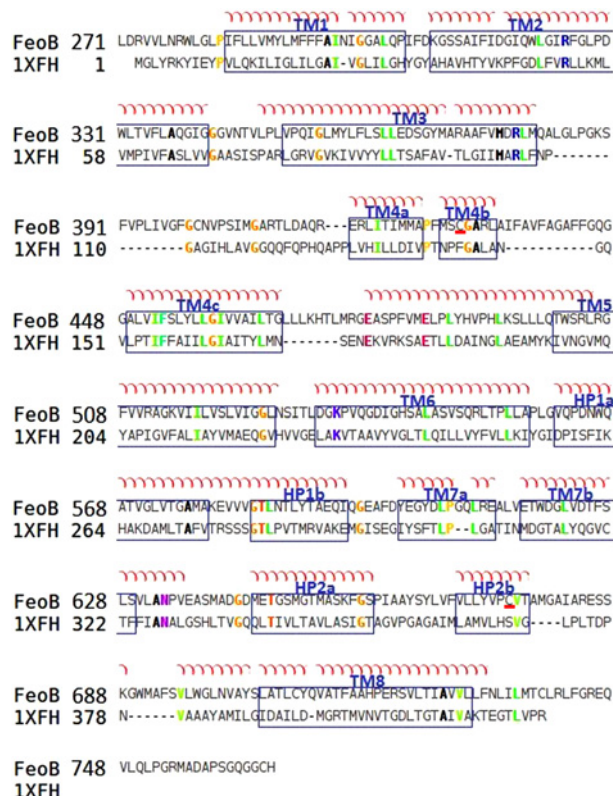 TM1 TM2
FeoB 271 LDRVVLNRWLGLPIFLLVMYLMFFFAINIGGALQPIFDKGSSAIFIDGIQWLGIRFGLPD
1XFH 1 -MGLYRKYIEYPVLQKILIGLILGAI-VGLILGHYGYAHAVHTYVKPFGDLFVRLLKML
TM3
FeoB 331 WLTVFLAQGIGGGVNTVLPLVPQIGLMYLFLSLLEDSGYMARAAFVMDRLMQALGLPGKS
1XFH 58 VMPIVFASLVVGAASISPARLGRVGVKIVVYYLLTSAFAV-TLGIIMARLFNP-------
TM4a TM4b
FeoB 391 FVPLIVGFGCNVPSIMGARTLDAQR---ERLITIMMAPFMSCGARLAIFAVFAGAFFGQG
1XFH 110 --------GAGIHLAVGGQQFQPHQAPPLVHILLDIVPTNPFGALAN----------GQ
TM4c TM5
FeoB 448 GALVIFSLYLLGIVVAILTGLLLKHTLMRGEASPFVMELPLYHVPHLKSLLLQTWSRLRG
1XFH 151 VLPTIFFAIILGIAITYLMN------SENEKVRKSAETLLDAINGLAEAMYKIVNGVMQ
TM6 HP1a
FeoB 508 FVVRAGKVIILVSLVIGGLNSITLDGKPVQGDIGHSALASVSQRLTPLLAPLGVQPDNWQ
1XFH 204 YAPIGVFALIAYVMAEQGVHVVGELAKVTAAVYVGLTLQILLVYFVLLKIYGIDPISFIK
HP1b TM7a TM7b
FeoB 568 ATVGLVTGAMAKEVVVGTLNTLYTAEQIQGEAFDYEGYDLPGQLREALVETWDGLVDTFS
1XFH 264 HAKDAMLTAFVTRSSSGTLPVTMRVAKEMGISEGIYSFTLP--LGATINMDGTALYQGVC
HP2a HP2b
FeoB 628 LSVLANPVEASMADGDMETGSMGTMASKFGSPIAAYSYLVFVLLYVPCVTAMGAIARESS
1XFH 322 TFFIANALGSHLTVGQQLTIVLTAVLASIGTAGVPGAGAIMLAMVLHSVG---LPLTDP
TM8
FeoB 688 KGWMAFSVLWGLNVAYSLATLCYQVATFAAHPERSVLTIAVVLLFNLILMTCLRLFGREQ
1XFH 378 N------VAAAYAMILGIDAILD-MGRTMVNVTGDLTGTAIVAKTEGTLVPR
FeoB 748 VLQLPGRMADAPSGQGGCH
1XFH